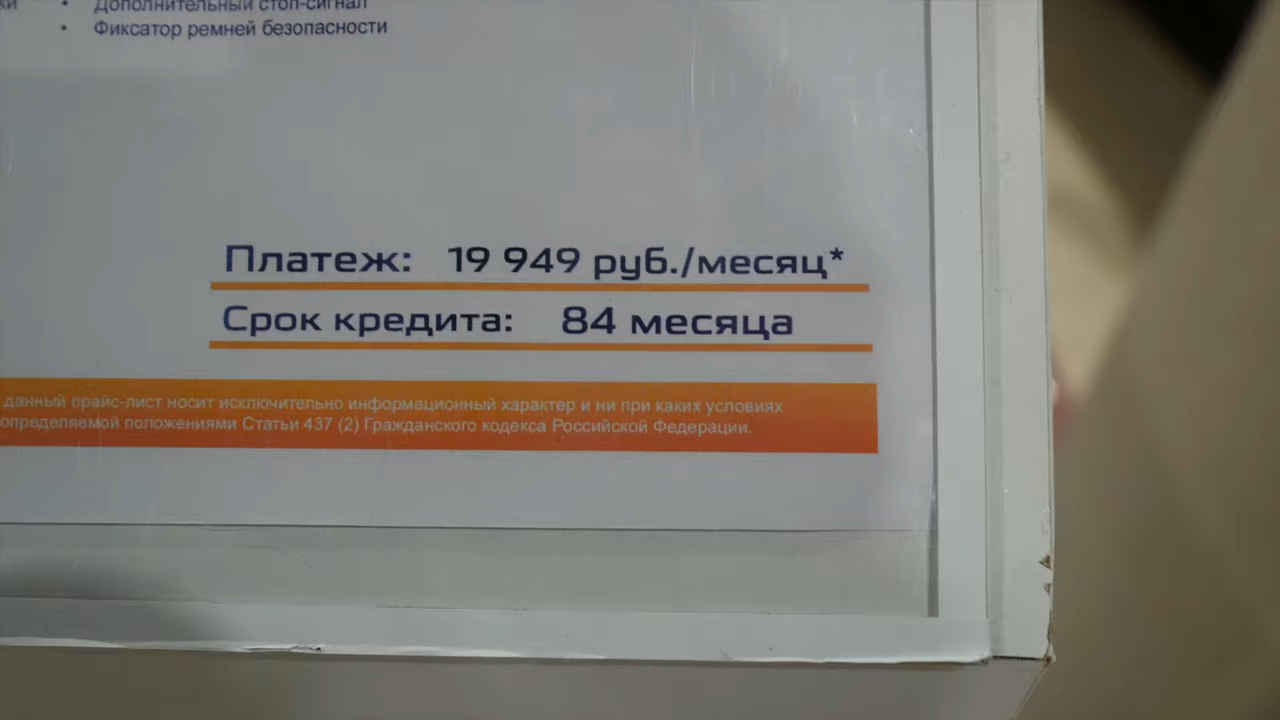 ки
• Дополнительный стоп-сигнал
• Фиксатор ремней безопасности
Платеж: 19 949 руб./месяц*
Срок кредита: 84 месяца
данный прайс-лист носит исключительно информационный характер и ни при каких условиях
определяемой положениями Статьи 437 (2) Гражданского кодекса Российской Федерации.